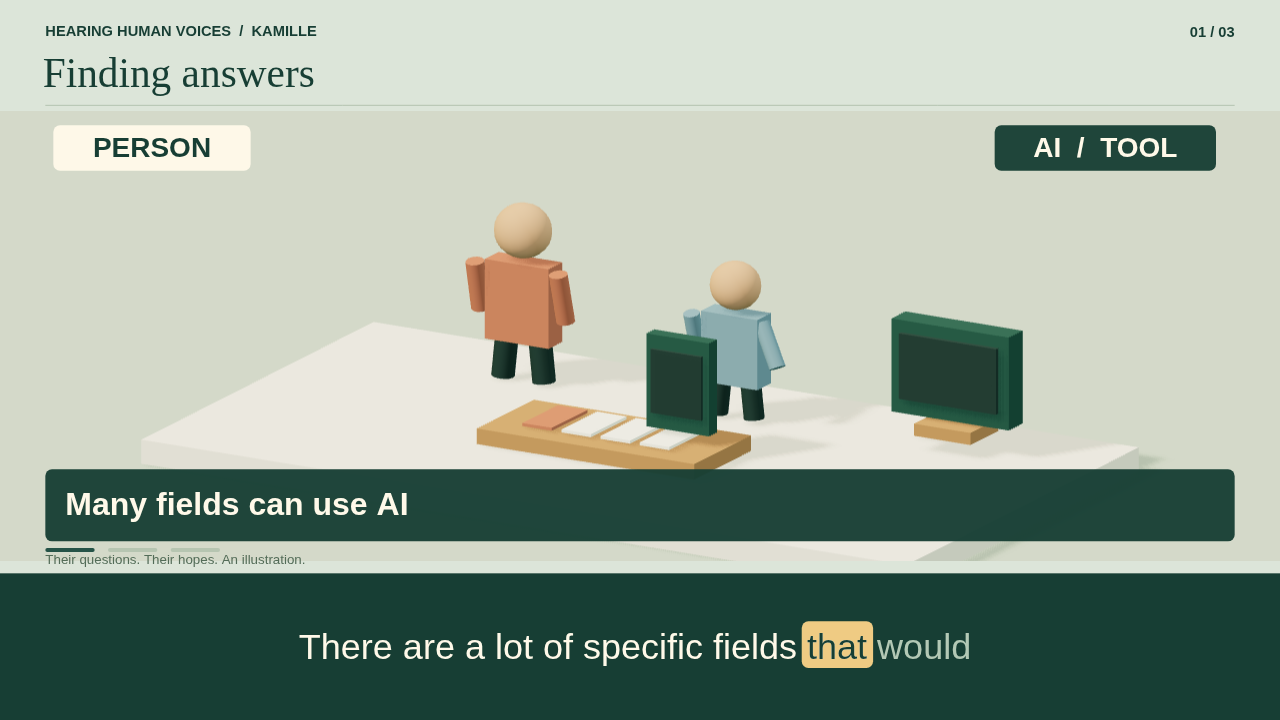 HEARING HUMAN VOICES / KAMILLE
01 / 03
Finding answers
PERSON
AI / TOOL
Many fields can use AI
Their questions. Their hopes. An illustration.
There are a lot of specific fields that would